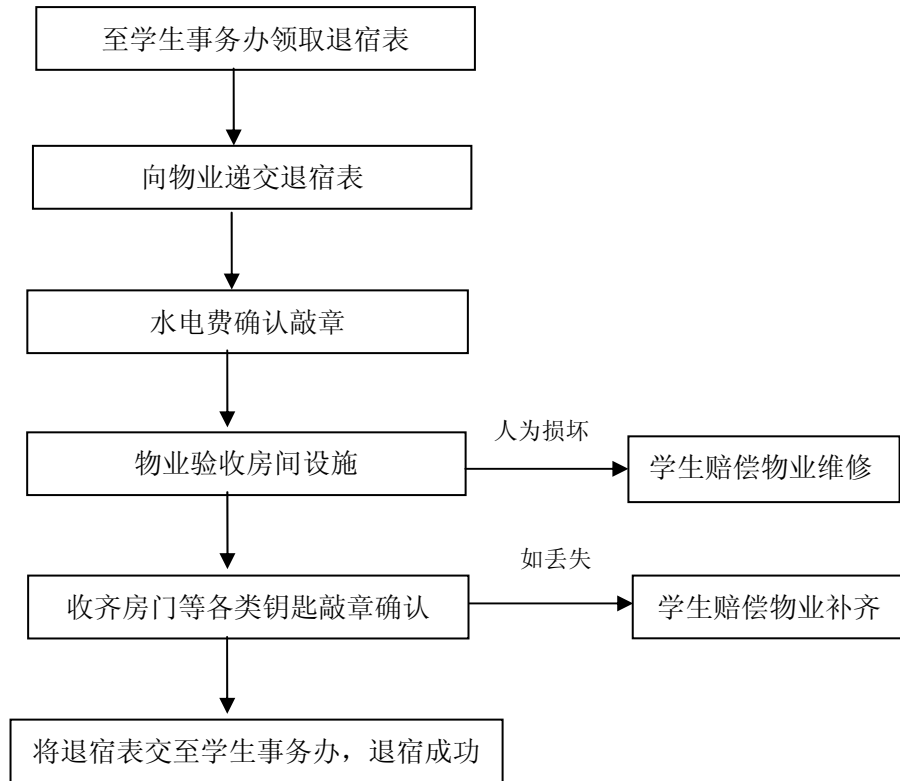 至学生事务办领取退宿表
向物业递交退宿表
水电费确认敲章
人为损坏
物业验收房间设施
学生赔偿物业维修
如丢失
收齐房门等各类钥匙敲章确认
学生赔偿物业补齐
将退宿表交至学生事务办，退宿成功